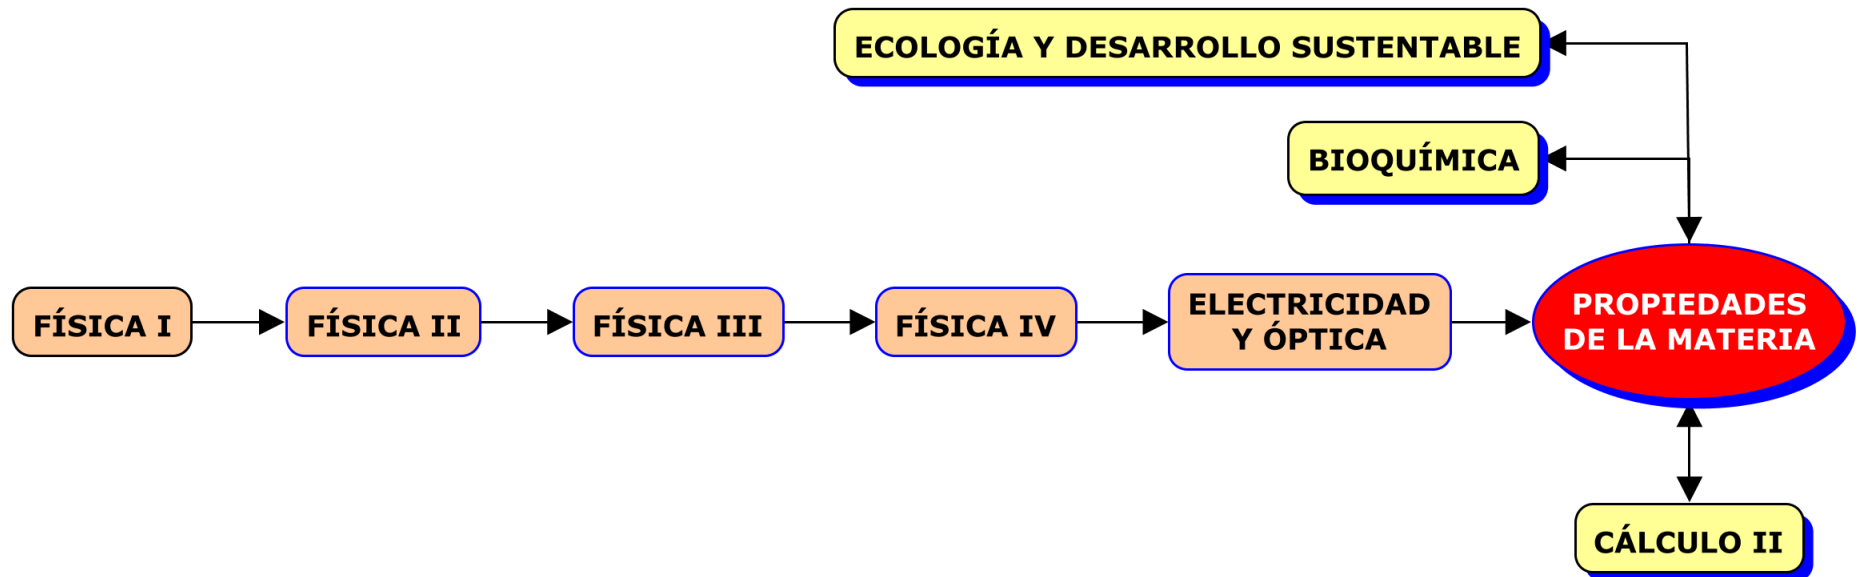 ECOLOGÍA Y DESARROLLO SUSTENTABLE
BIOQUÍMICA
FÍSICA I
FÍSICA II
FÍSICA III
FÍSICA IV
ELECTRICIDAD
Y ÓPTICA
PROPIEDADES
DE LA MATERIA
CÁLCULO II